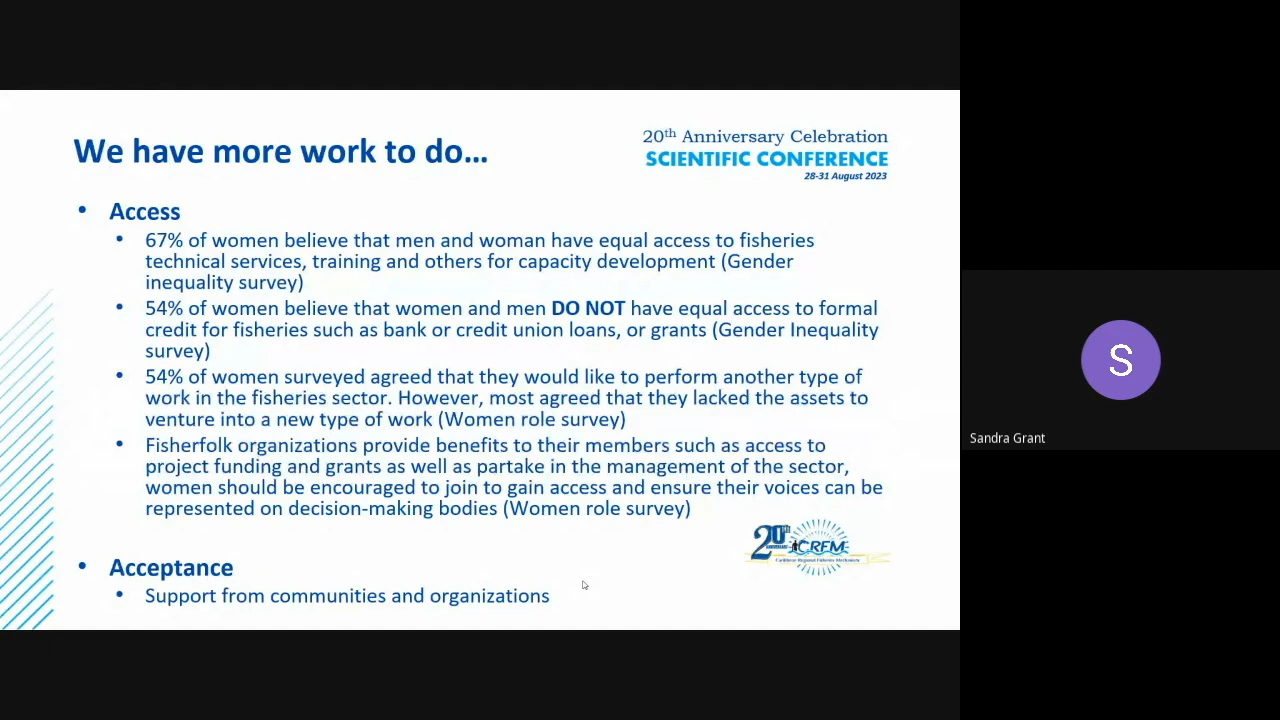 We have more work to do...
20th Anniversary Celebration
SCIENTIFIC CONFERENCE
28-31 August 2023
• Access
• 67% of women believe that men and woman have equal access to fisheries
technical services, training and others for capacity development (Gender
inequality survey)
• 54% of women believe that women and men DO NOT have equal access to formal
credit for fisheries such as bank or credit union loans, or grants (Gender Inequality
survey)
• 54% of women surveyed agreed that they would like to perform another type of
work in the fisheries sector. However, most agreed that they lacked the assets to
venture into a new type of work (Women role survey)
• Fisherfolk organizations provide benefits to their members such as access to
project funding and grants as well as partake in the management of the sector,
women should be encouraged to join to gain access and ensure their voices can be
represented on decision-making bodies (Women role survey)
20th
ANNIVERSARY
CRFM
Caribbean Regional Fisheries Mechanism
• Acceptance
• Support from communities and organizations
S
Sandra Grant